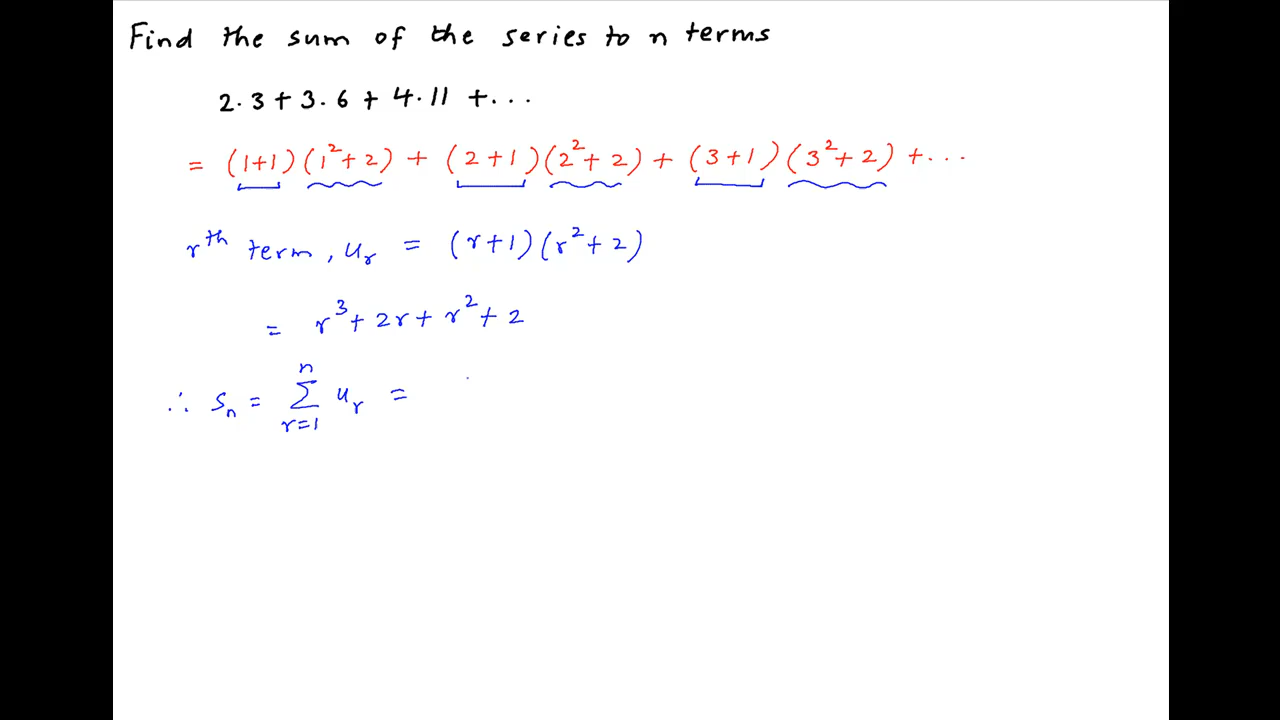 Find the sum of the series to n terms
2.3 + 3.6 + 4.11 + ...
= (1+1)(1²+2) + (2+1)(2²+2) + (3+1)(3²+2) + ...
rᵗʰ term, uᵣ = (r+1)(r²+2)
= r³ + 2r + r² + 2
∴ Sₙ = ∑ⁿᵣ₌₁ uᵣ =